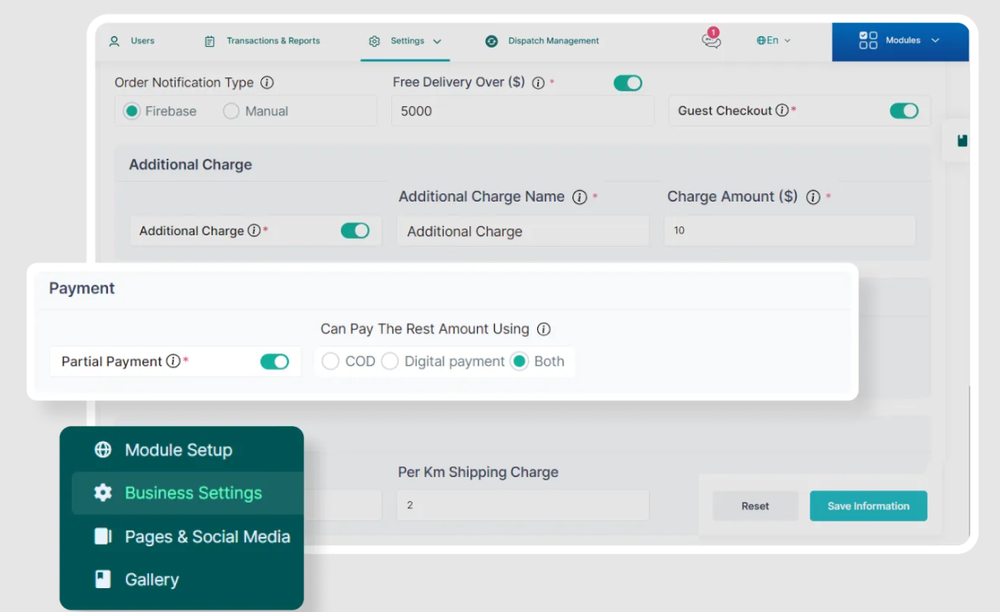 Users
Transactions & Reports
Settings
Dispatch Management
1
En
Modules
Order Notification Type
Free Delivery Over ($) *
Firebase
Manual
5000
Guest Checkout *
Additional Charge
Additional Charge Name *
Charge Amount ($) *
Additional Charge *
Additional Charge
10
Payment
Can Pay The Rest Amount Using
Partial Payment *
COD
Digital payment
Both
Module Setup
Business Settings
Pages & Social Media
Gallery
Per Km Shipping Charge
2
Reset
Save Information